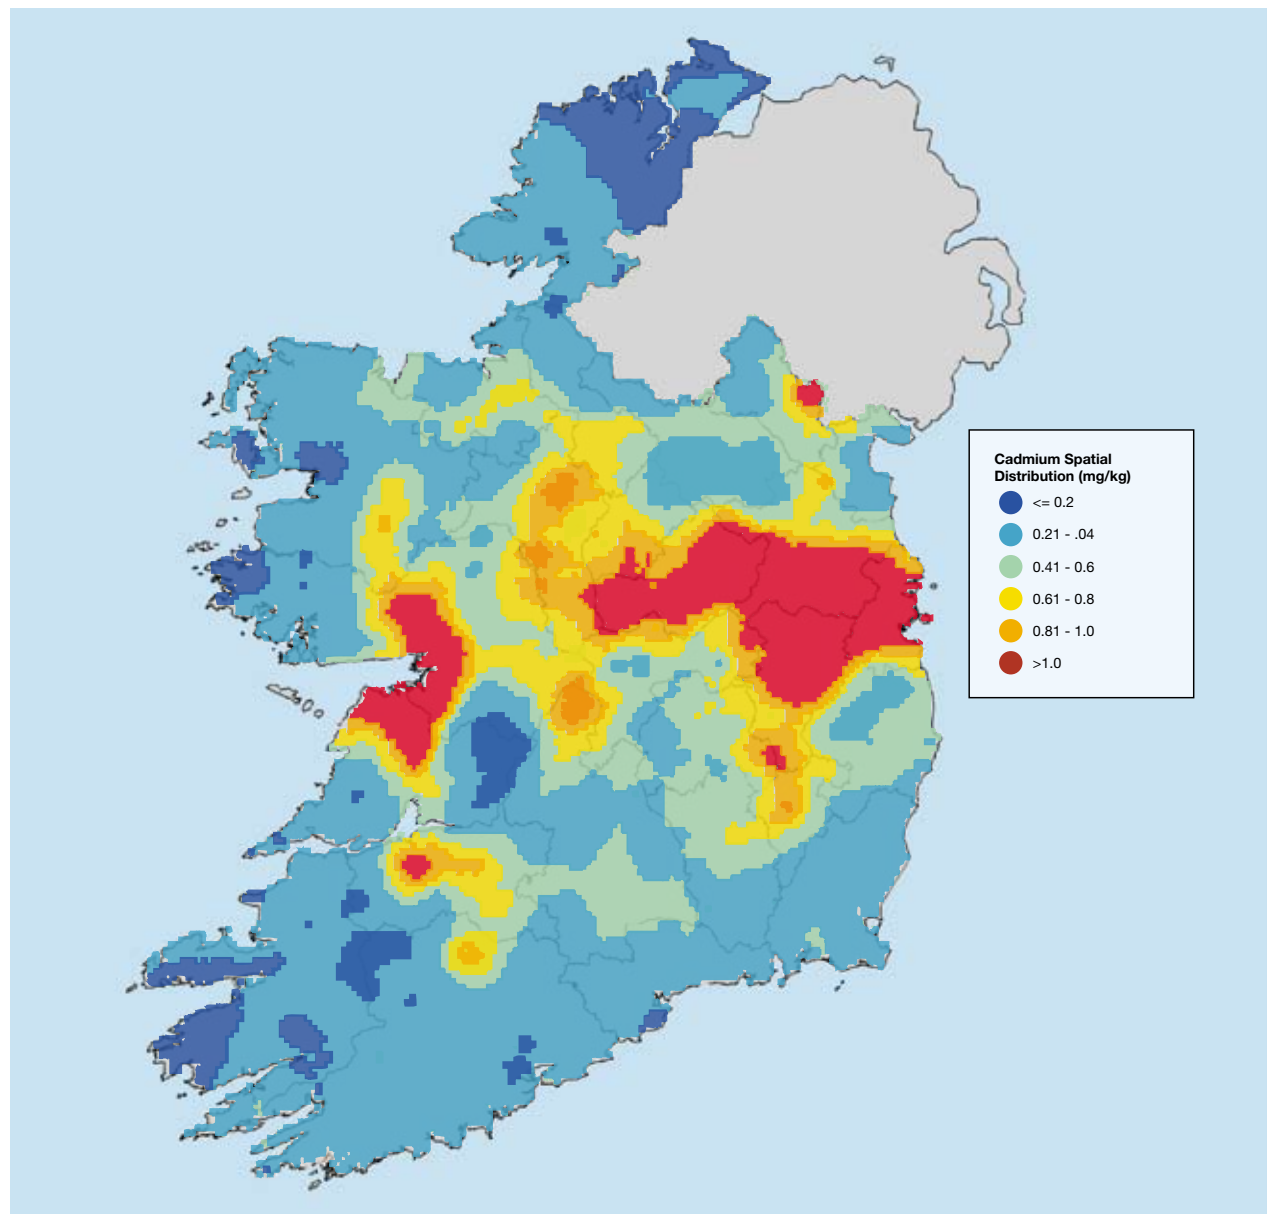 Cadmium Spatial
Distribution (mg/kg)
<= 0.2
0.21 - .04
0.41 - 0.6
0.61 - 0.8
0.81 - 1.0
>1.0